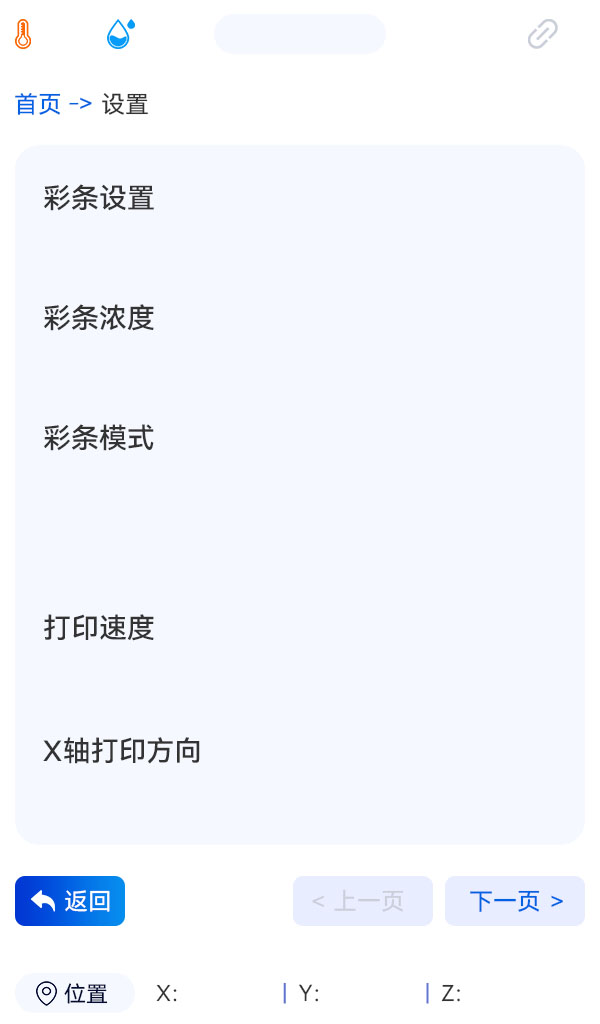 首页 -> 设置
彩条设置
彩条浓度
彩条模式
打印速度
X轴打印方向
返回 < 上一页 下一页 >
位置 X: | Y: | Z: